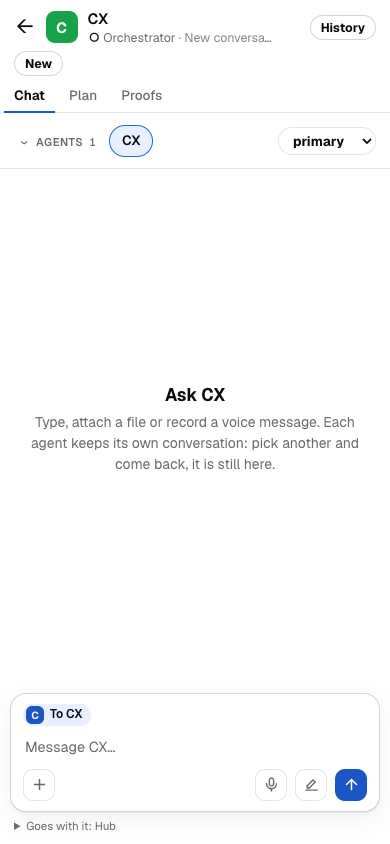 C
CX
Orchestrator · New conversa…
History
New
Chat
Plan
Proofs
AGENTS 1
CX
primary
Ask CX
Type, attach a file or record a voice message. Each
agent keeps its own conversation: pick another and
come back, it is still here.
C
To CX
Message CX…
Goes with it: Hub